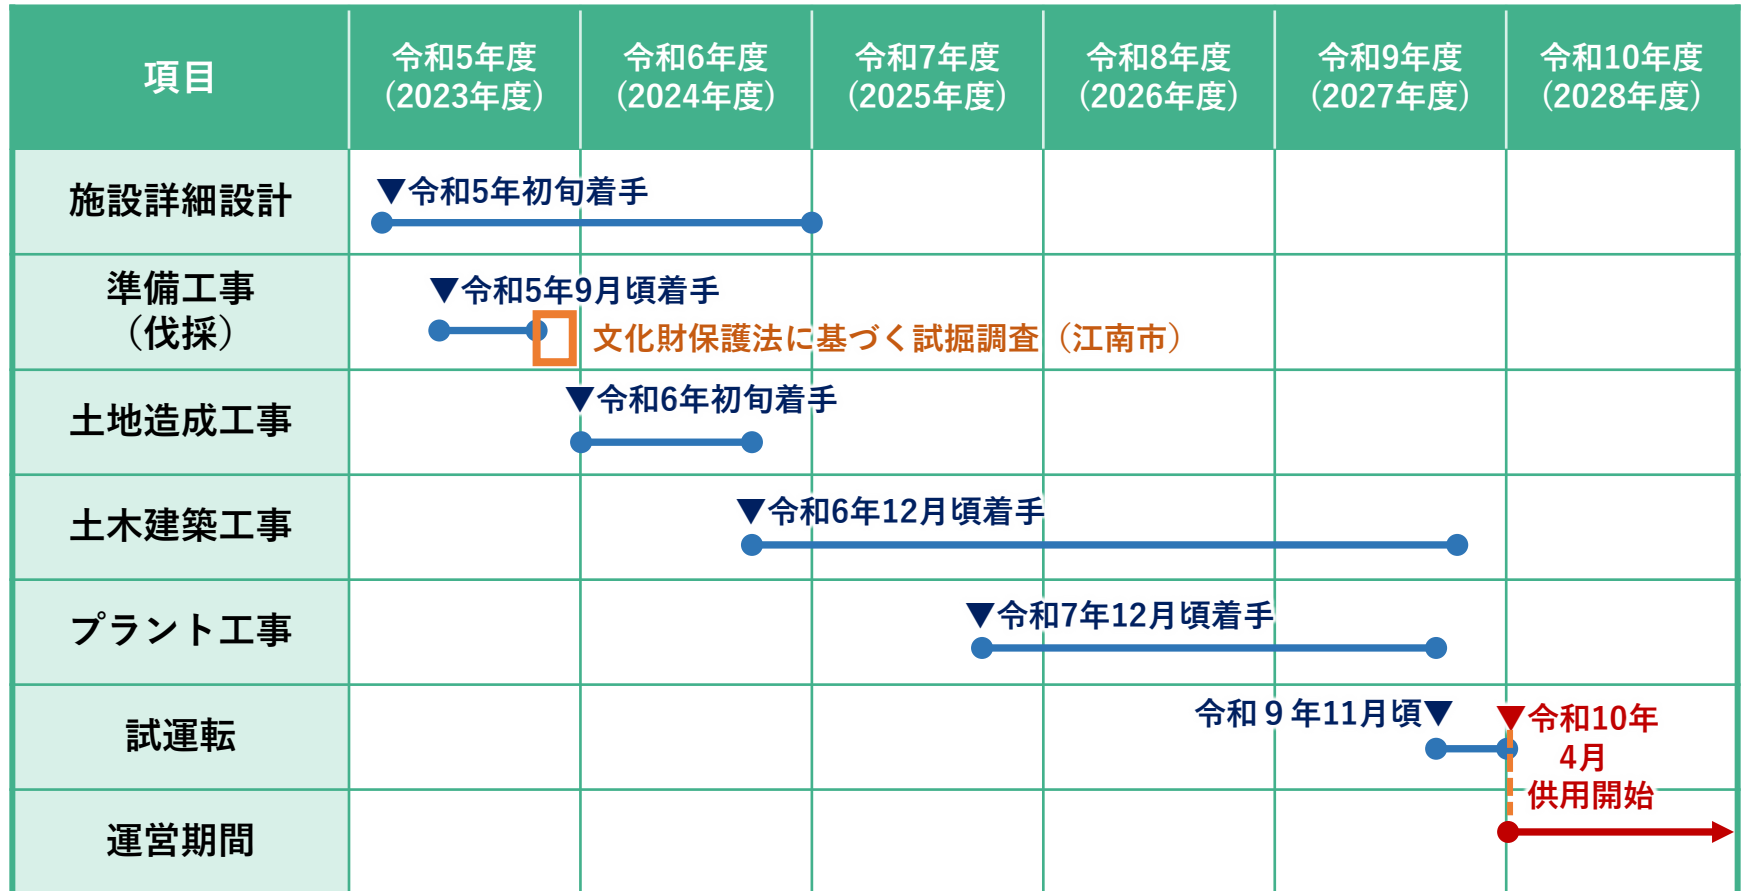 項目
令和5年度
(2023年度)
令和6年度
(2024年度)
令和7年度
(2025年度)
令和8年度
(2026年度)
令和9年度
(2027年度)
令和10年度
(2028年度)
施設詳細設計
▼令和5年初旬着手
準備工事
（伐採）
▼令和5年9月頃着手
文化財保護法に基づく試掘調査（江南市）
土地造成工事
▼令和6年初旬着手
土木建築工事
▼令和6年12月頃着手
プラント工事
▼令和7年12月頃着手
試運転
令和９年11月頃▼
▼令和10年
4月
供用開始
運営期間